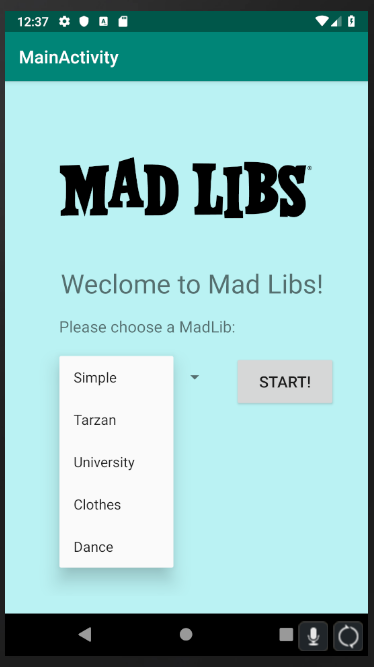 12:37
MainActivity
MAD LIBS®
Weclome to Mad Libs!
Please choose a MadLib:
Simple
START!
Tarzan
University
Clothes
Dance